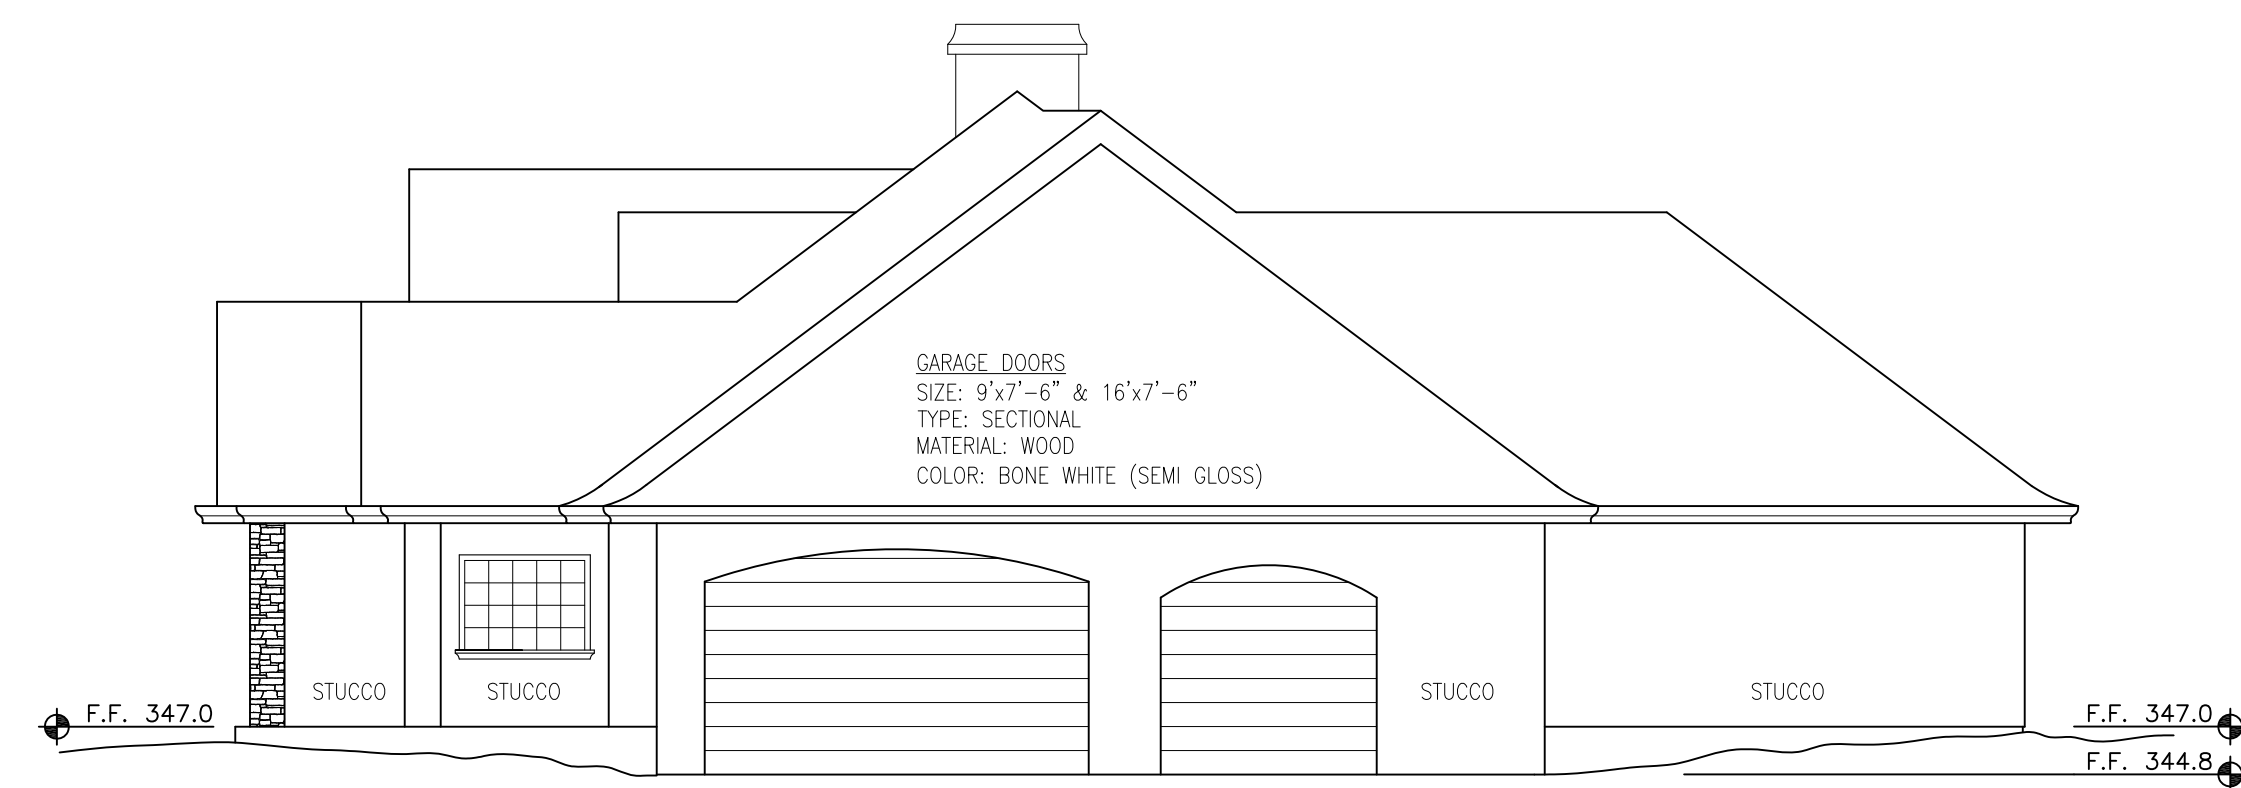 GARAGE DOORS
SIZE: 9'x7'-6" & 16'x7'-6"
TYPE: SECTIONAL
MATERIAL: WOOD
COLOR: BONE WHITE (SEMI GLOSS)
STUCCO STUCCO STUCCO STUCCO
F.F. 347.0 F.F. 347.0
F.F. 344.8